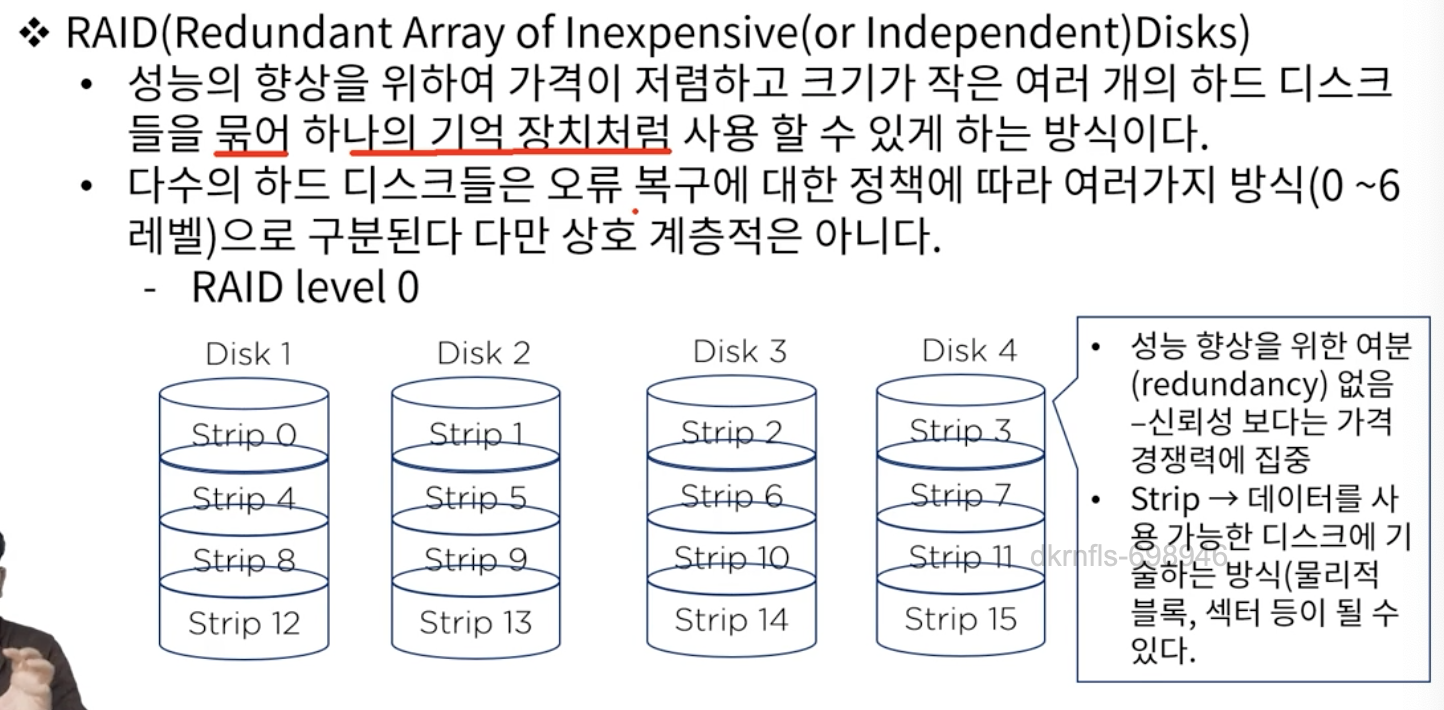 ❖ RAID(Redundant Array of Inexpensive(or Independent)Disks)
• 성능의 향상을 위하여 가격이 저렴하고 크기가 작은 여러 개의 하드 디스크
들을 묶어 하나의 기억 장치처럼 사용 할 수 있게 하는 방식이다.
• 다수의 하드 디스크들은 오류 복구에 대한 정책에 따라 여러가지 방식(0 ~6
레벨)으로 구분된다 다만 상호 계층적은 아니다.
- RAID level 0
Disk 1 Disk 2 Disk 3 Disk 4
Strip 0 Strip 1 Strip 2 Strip 3
Strip 4 Strip 5 Strip 6 Strip 7
Strip 8 Strip 9 Strip 10 Strip 11
Strip 12 Strip 13 Strip 14 Strip 15
• 성능 향상을 위한 여분
(redundancy) 없음
–신뢰성 보다는 가격
경쟁력에 집중
• Strip → 데이터를 사
용 가능한 디스크에 기
술하는 방식(물리적
블록, 섹터 등이 될 수
있다.
dkrnfls-698946